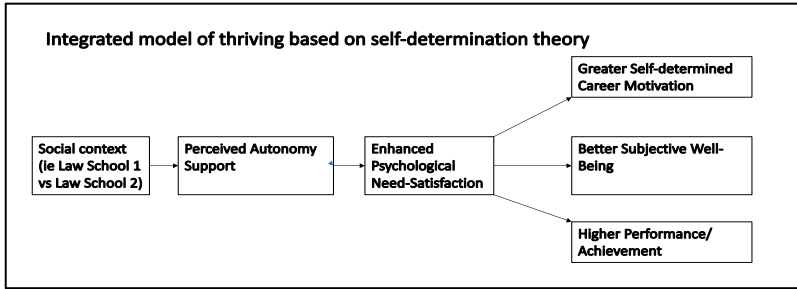 Integrated model of thriving based on self-determination theory
Greater Self-determined
Career Motivation
Social context
(ie Law School 1
vs Law School 2)
Perceived Autonomy
Support
Enhanced
Psychological
Need-Satisfaction
Better Subjective Well-
Being
Higher Performance/
Achievement